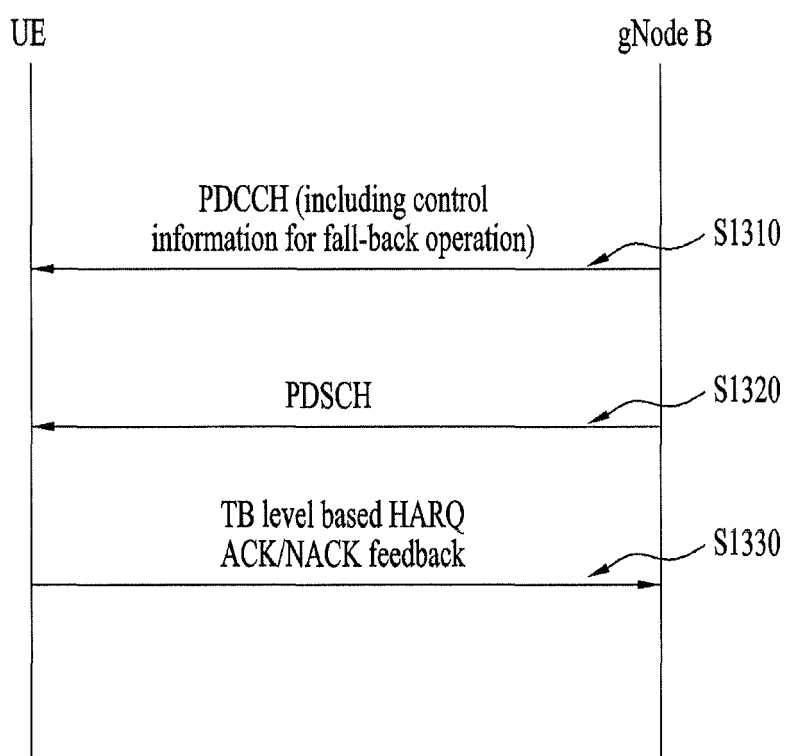 UE
gNode B
PDCCH (including control
information for fall-back operation)
S1310
PDSCH
S1320
TB level based HARQ
ACK/NACK feedback
S1330